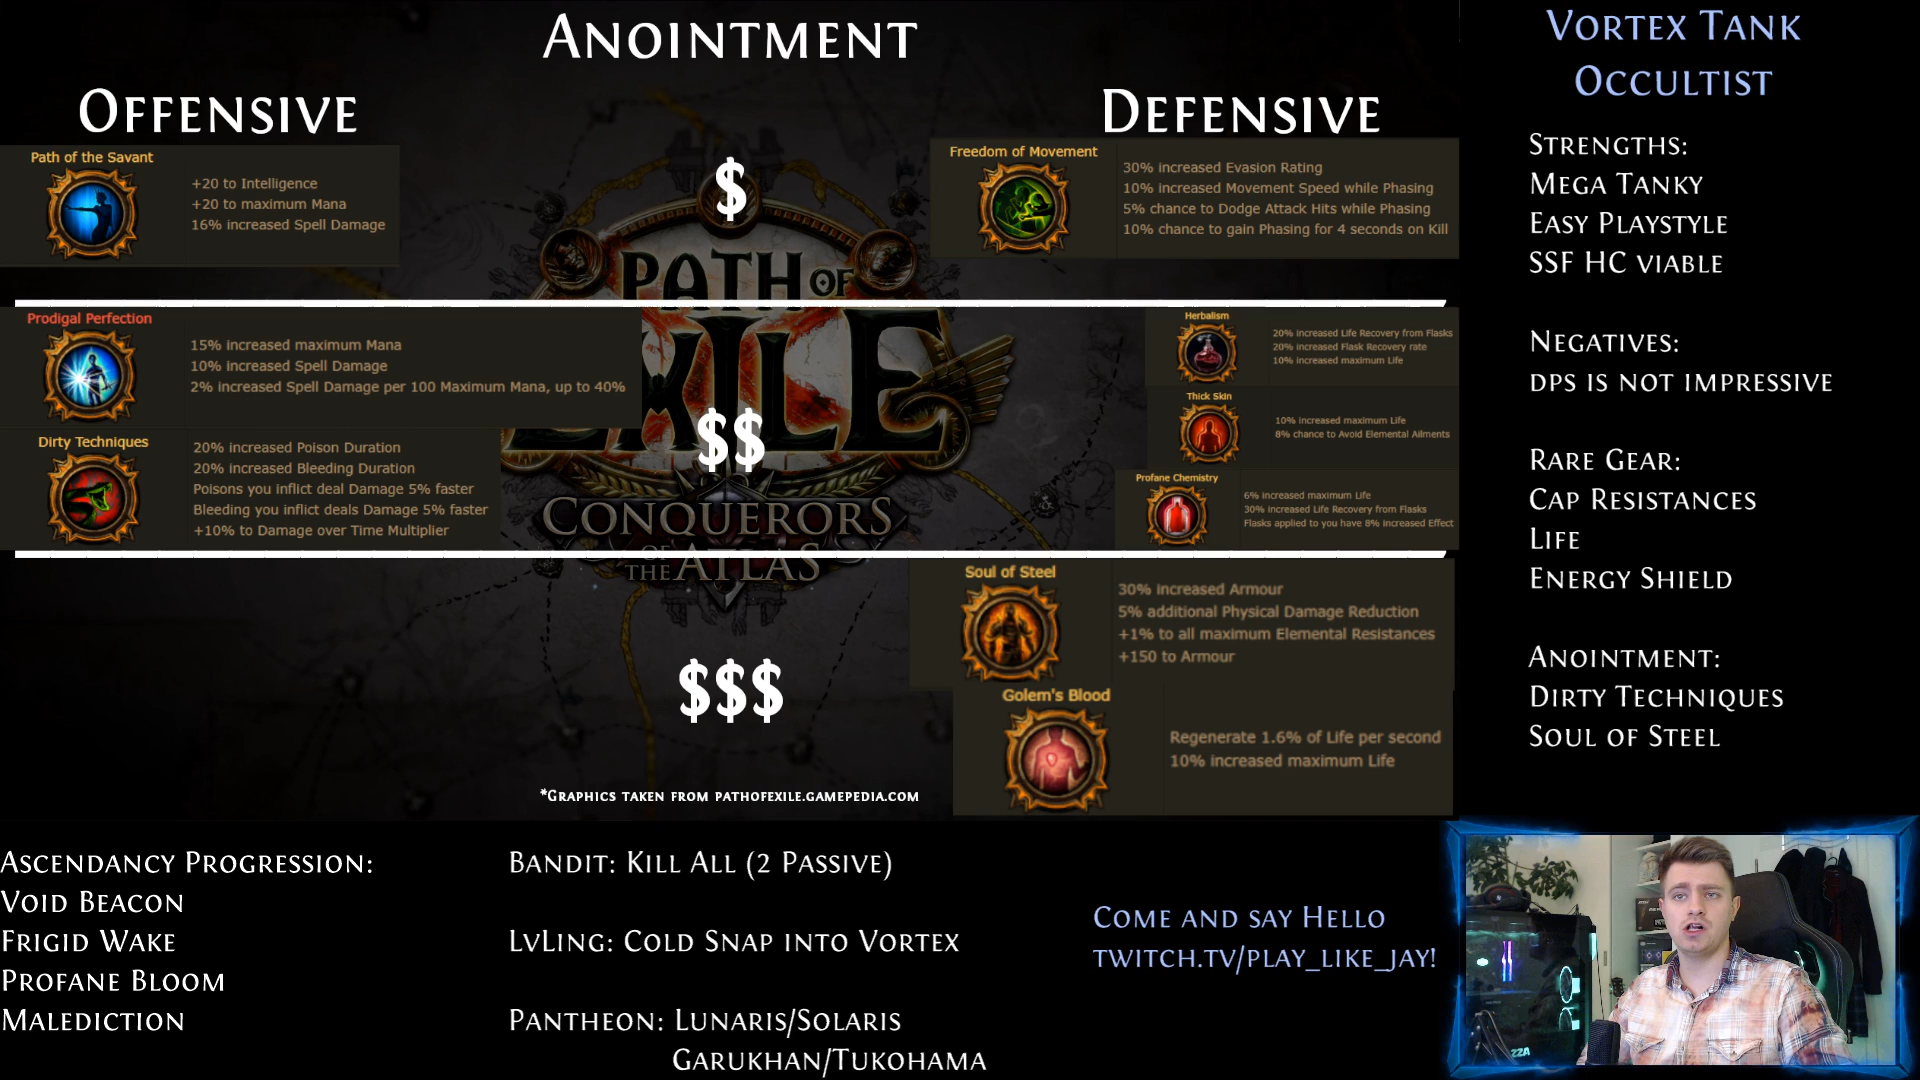 Anointment
Offensive
Defensive
Path of the Savant
+20 to Intelligence
+20 to maximum Mana
16% increased Spell Damage
$
Freedom of Movement
30% increased Evasion Rating
10% increased Movement Speed while Phasing
5% chance to Dodge Attack Hits while Phasing
10% chance to gain Phasing for 4 seconds on Kill
Path of
Exile
Conquerors
of
the Atlas
Prodigal Perfection
15% increased maximum Mana
10% increased Spell Damage
2% increased Spell Damage per 100 Maximum Mana, up to 40%
Dirty Techniques
20% increased Poison Duration
20% increased Bleeding Duration
Poisons you inflict deal Damage 5% faster
Bleeding you inflict deals Damage 5% faster
+10% to Damage over Time Multiplier
$$
Herbalism
20% increased Life Recovery from Flasks
20% increased Flask Recovery rate
10% increased maximum Life
Thick Skin
10% increased maximum Life
8% chance to Avoid Elemental Ailments
Profane Chemistry
6% increased maximum Life
30% increased Life Recovery from Flasks
Flasks applied to you have 8% increased Effect
$$$
Soul of Steel
30% increased Armour
5% additional Physical Damage Reduction
+1% to all maximum Elemental Resistances
+150 to Armour
Golem's Blood
Regenerate 1.6% of Life per second
10% increased maximum Life
*Graphics taken from pathofexile.gamepedia.com
Vortex Tank
Occultist
Strengths:
Mega Tanky
Easy Playstyle
SSF HC viable
Negatives:
dps is not impressive
Rare Gear:
Cap Resistances
Life
Energy Shield
Anointment:
Dirty Techniques
Soul of Steel
Ascendancy Progression:
Void Beacon
Frigid Wake
Profane Bloom
Malediction
Bandit: Kill All (2 Passive)
LvLing: Cold Snap into Vortex
Pantheon: Lunaris/Solaris
Garukhan/Tukohama
Come and say Hello
twitch.tv/play_like_jay!